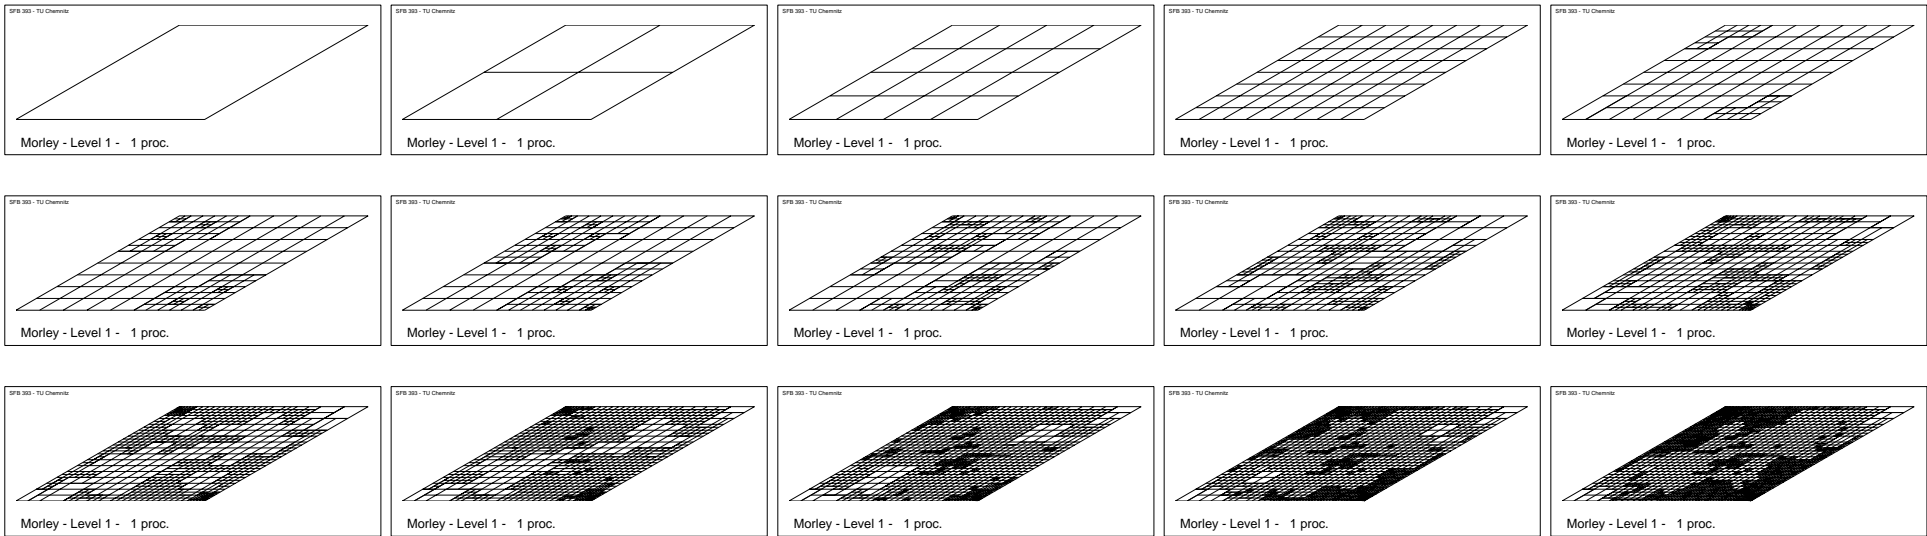 SFB 393 - TU Chemnitz
Morley - Level 1 - 1 proc.
SFB 393 - TU Chemnitz
Morley - Level 1 - 1 proc.
SFB 393 - TU Chemnitz
Morley - Level 1 - 1 proc.
SFB 393 - TU Chemnitz
Morley - Level 1 - 1 proc.
SFB 393 - TU Chemnitz
Morley - Level 1 - 1 proc.
SFB 393 - TU Chemnitz
Morley - Level 1 - 1 proc.
SFB 393 - TU Chemnitz
Morley - Level 1 - 1 proc.
SFB 393 - TU Chemnitz
Morley - Level 1 - 1 proc.
SFB 393 - TU Chemnitz
Morley - Level 1 - 1 proc.
SFB 393 - TU Chemnitz
Morley - Level 1 - 1 proc.
SFB 393 - TU Chemnitz
Morley - Level 1 - 1 proc.
SFB 393 - TU Chemnitz
Morley - Level 1 - 1 proc.
SFB 393 - TU Chemnitz
Morley - Level 1 - 1 proc.
SFB 393 - TU Chemnitz
Morley - Level 1 - 1 proc.
SFB 393 - TU Chemnitz
Morley - Level 1 - 1 proc.